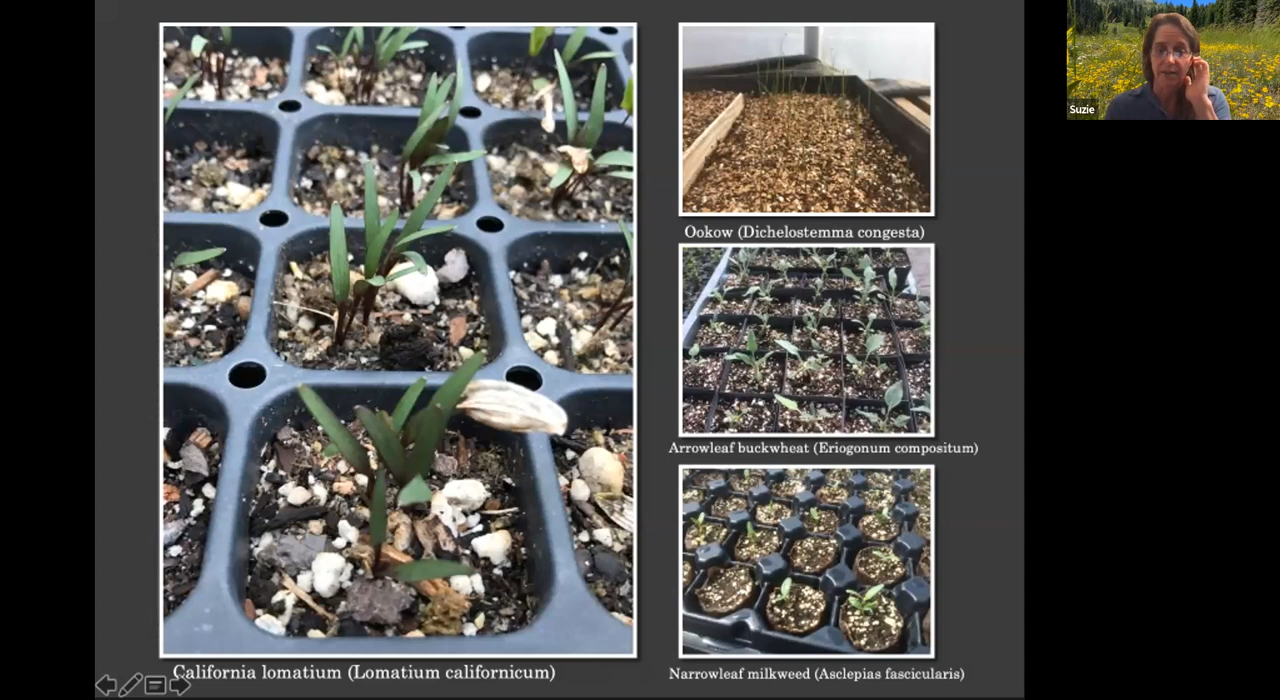 Suzie
Ookow (Dichelostemma congesta)
Arrowleaf buckwheat (Eriogonum compositum)
California lomatium (Lomatium californicum)
Narrowleaf milkweed (Asclepias fascicularis)